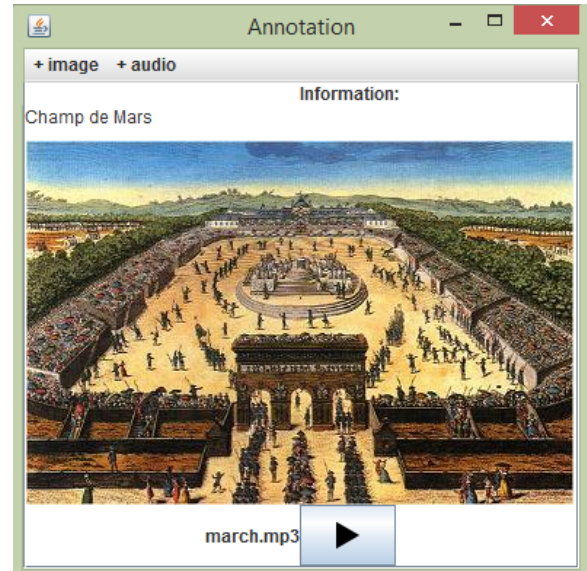 Annotation
+ image + audio
Information:
Champ de Mars
march.mp3